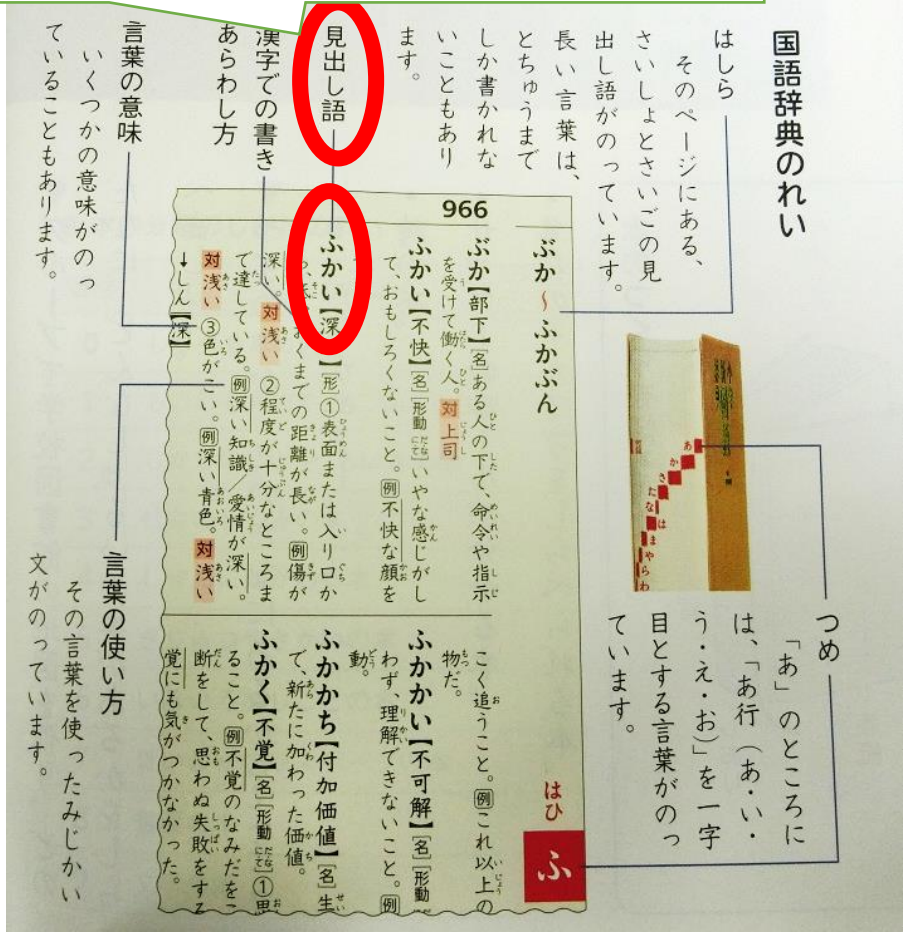 国語辞典のれい
はしら
そのページにある、
さいしょとさいごの見
出し語がのっています。
長い言葉は、
とちゅうまで
しか書かれな
いこともあり
ます。
見出し語
漢字での書き
あらわし方
言葉の意味
いくつかの意味がのっ
ていることもあります。
つめ
「あ」のところに
は、「あ行（あ・い・
う・え・お）」を一字
目とする言葉がのっ
ています。
言葉の使い方
その言葉を使ったみじかい
文がのっています。
あ
か
さ
た
な
は
ま
や
ら
わ
966
ぶか～ふかぶん
はひ
ふ
ぶか【部下】[名]ある人の下で、命令や指示
を受けて働く人。対上司
ふかい【不快】[名][形動]いやな感じがし
て、おもしろくないこと。例不快な顔を
ふかい【深】[形]①表面または入り口か
くまでの距離が長い。例傷が
深い。対浅い ②程度が十分なところま
で達している。例深い知識／愛情が深い。
対浅い ③色がこい。例深い青色。対浅い
→しん【深】
こく追うこと。例これ以上の
物だ。
ふかかい【不可解】[名][形動
わず、理解できないこと。例
動。
ふかかち【付加価値】[名]生
で、新たに加わった価値。
ふかく【不覚】[名][形動]①思
ること。例不覚のなみだをこ
断をして、思わぬ失敗をする
覚にも気がつかなかった。